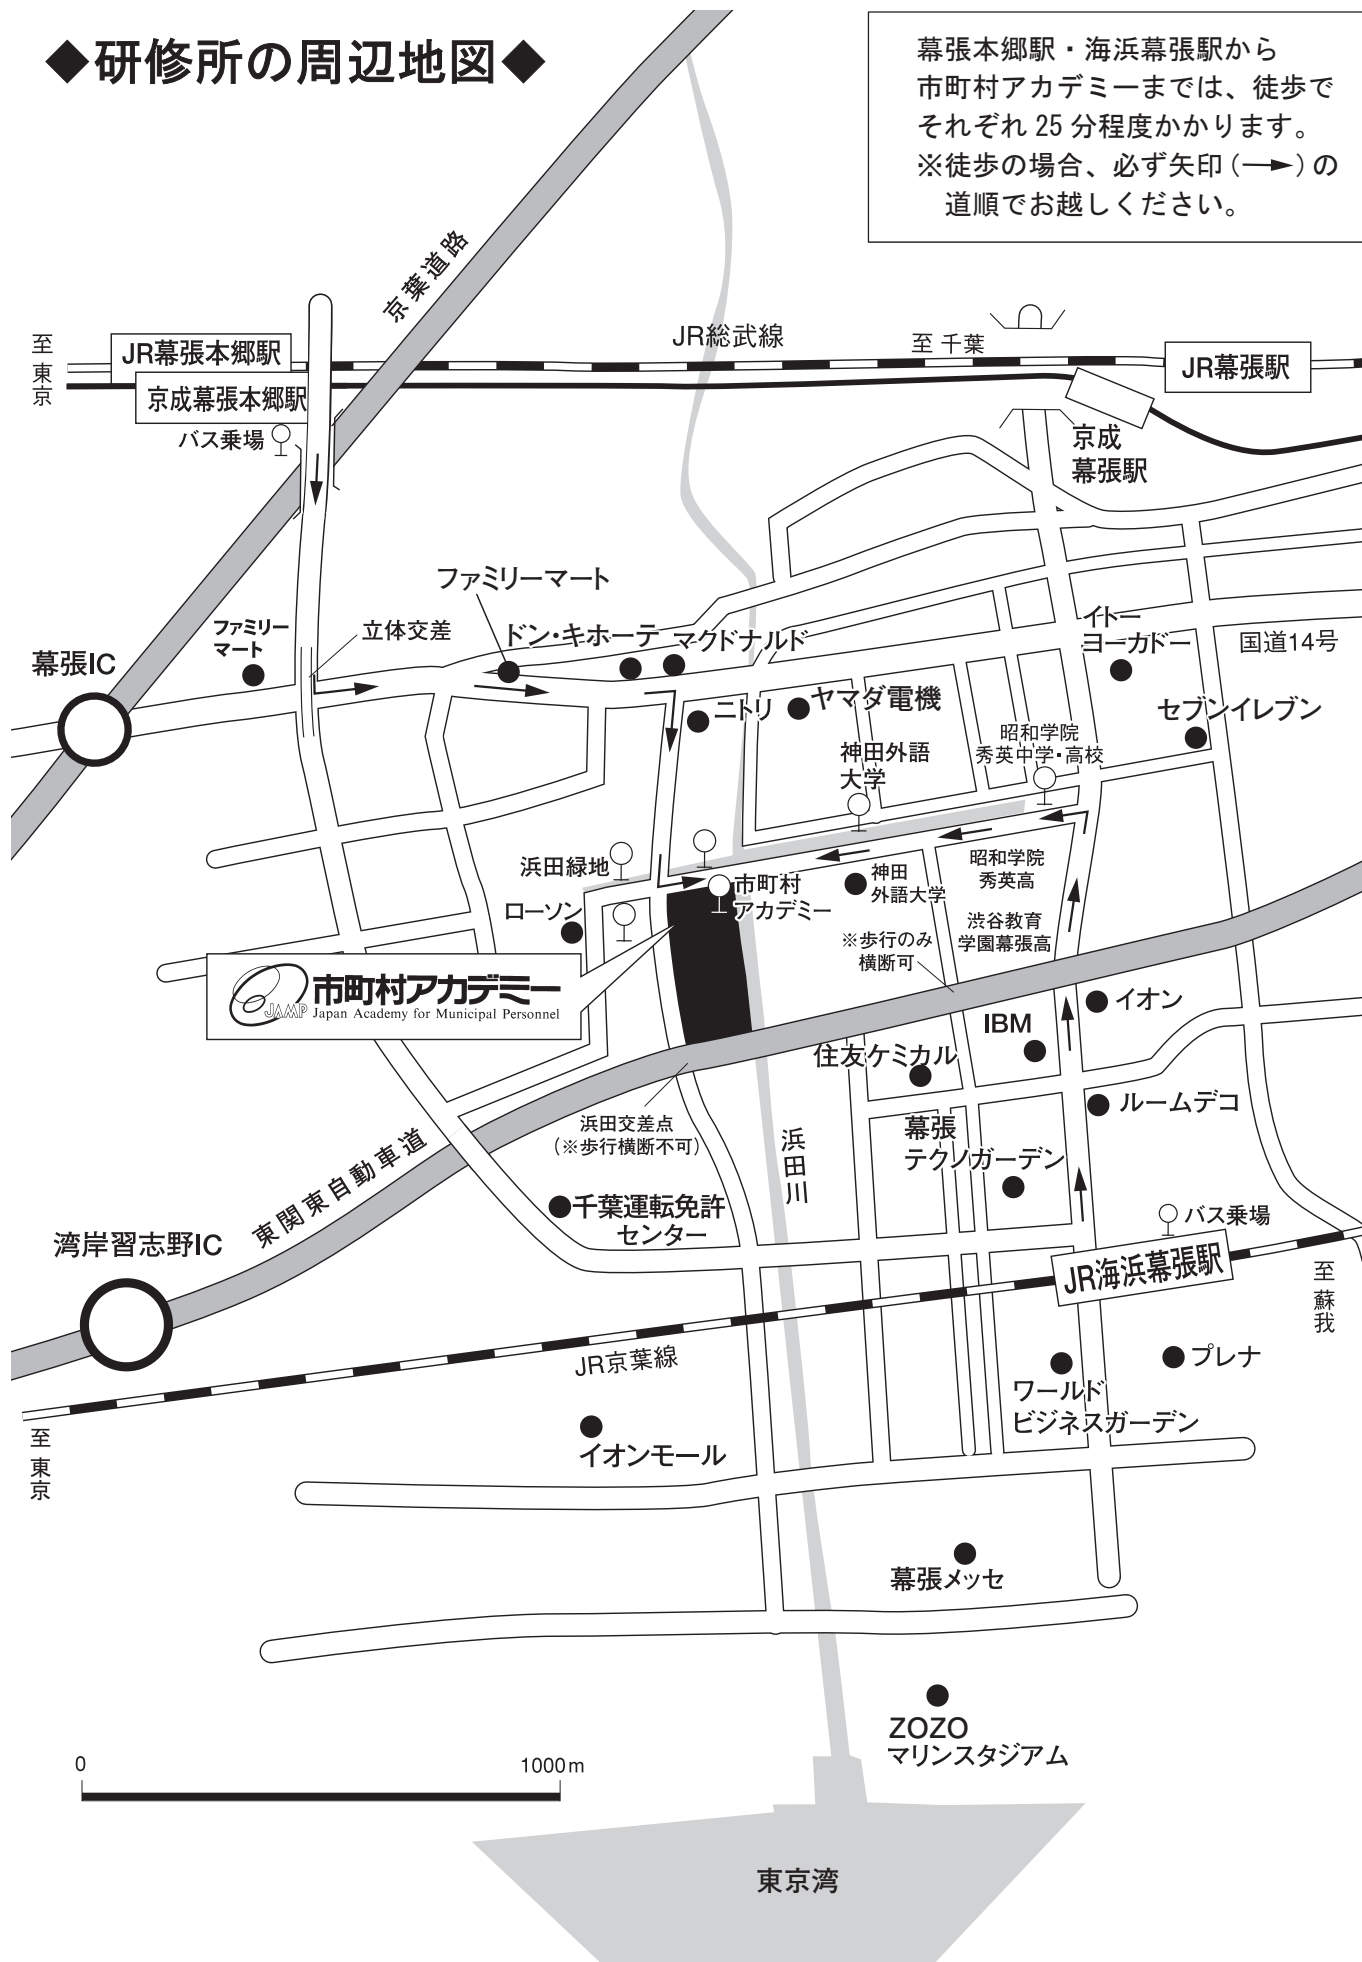 ◆研修所の周辺地図◆
幕張本郷駅・海浜幕張駅から
市町村アカデミーまでは、徒歩で
それぞれ25分程度かかります。
※徒歩の場合、必ず矢印(→)の
道順でお越しください。
京葉道路
至東京
JR幕張本郷駅
京成幕張本郷駅
バス乗場
JR総武線
至 千葉
JR幕張駅
京成
幕張駅
ファミリーマート
ファミリー
マート
立体交差
ドン・キホーテ
マクドナルド
イトー
ヨーカドー
国道14号
幕張IC
ニトリ
ヤマダ電機
セブンイレブン
昭和学院
秀英中学・高校
神田外語
大学
浜田緑地
市町村
アカデミー
神田
外語大学
昭和学院
秀英高
ローソン
※歩行のみ
横断可
渋谷教育
学園幕張高
JAMP
市町村アカデミー
Japan Academy for Municipal Personnel
イオン
IBM
住友ケミカル
ルームデコ
浜田交差点
(※歩行横断不可)
浜田川
幕張
テクノガーデン
東関東自動車道
千葉運転免許
センター
バス乗場
湾岸習志野IC
JR海浜幕張駅
至蘇我
JR京葉線
プレナ
ワールド
ビジネスガーデン
至東京
イオンモール
幕張メッセ
ZOZO
マリンスタジアム
0
1000m
東京湾